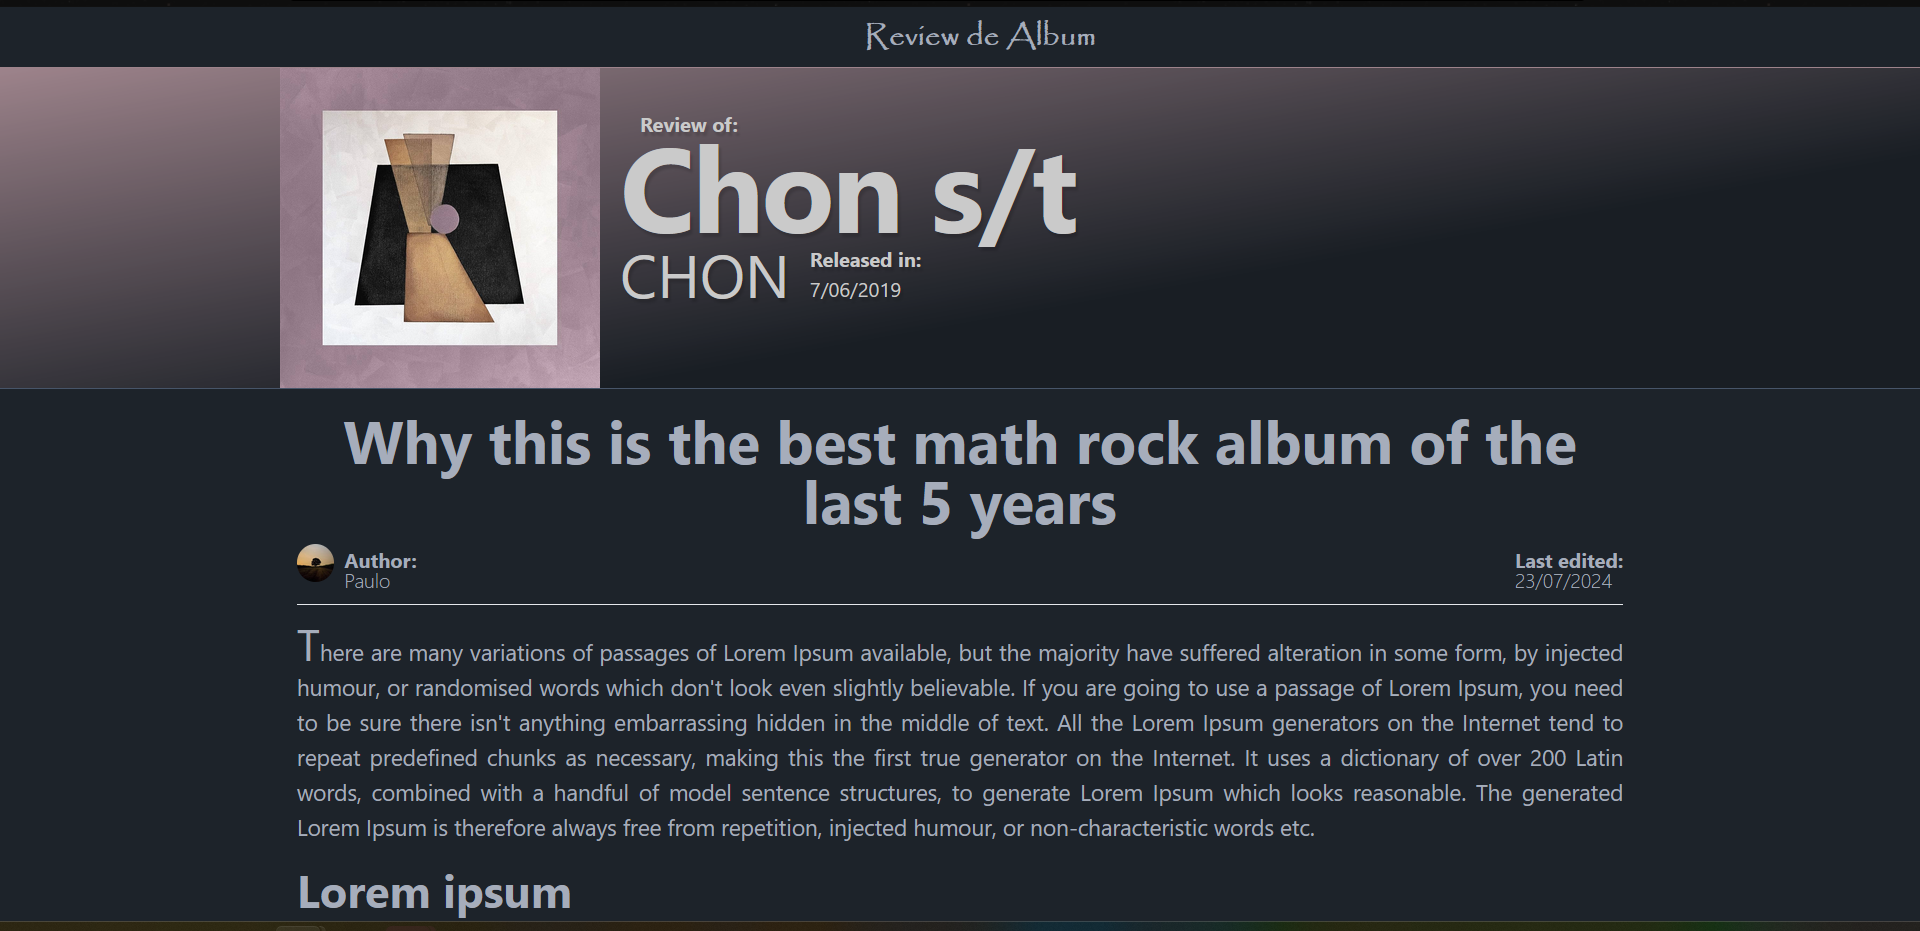 Review de Album
Review of:
Chon s/t
CHON
Released in:
7/06/2019
Why this is the best math rock album of the
last 5 years
Author:
Paulo
Last edited:
23/07/2024
There are many variations of passages of Lorem Ipsum available, but the majority have suffered alteration in some form, by injected
humour, or randomised words which don't look even slightly believable. If you are going to use a passage of Lorem Ipsum, you need
to be sure there isn't anything embarrassing hidden in the middle of text. All the Lorem Ipsum generators on the Internet tend to
repeat predefined chunks as necessary, making this the first true generator on the Internet. It uses a dictionary of over 200 Latin
words, combined with a handful of model sentence structures, to generate Lorem Ipsum which looks reasonable. The generated
Lorem Ipsum is therefore always free from repetition, injected humour, or non-characteristic words etc.
Lorem ipsum